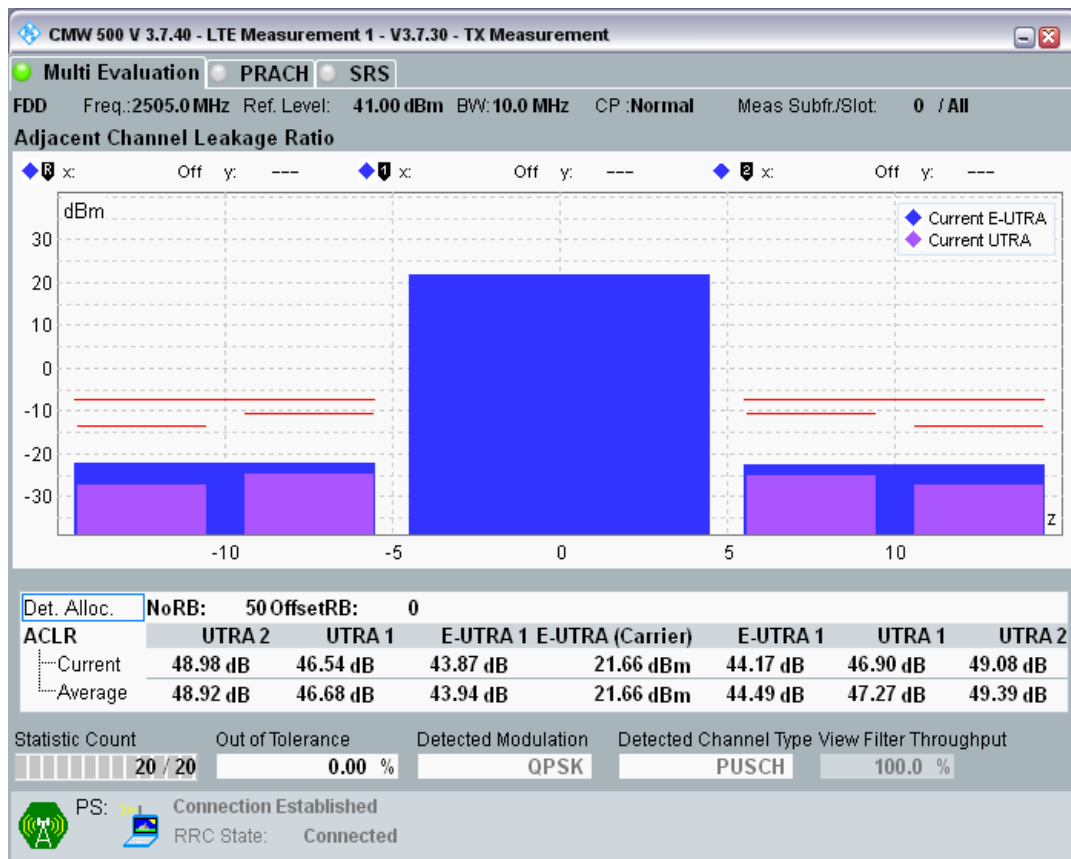 CMW 500 V 3.7.40 - LTE Measurement 1 - V3.7.30 - TX Measurement
Multi Evaluation PRACH SRS
FDD Freq.:2505.0 MHz Ref. Level: 41.00 dBm BW: 10.0 MHz CP :Normal Meas Subfr./Slot: 0 / All
Adjacent Channel Leakage Ratio
R x: Off y: --- 1 x: Off y: --- 2 x: Off y: ---
dBm
Current E-UTRA
Current UTRA
30
20
10
0
-10
-20
-30
z
-10 -5 0 5 10
Det. Alloc. NoRB: 50 OffsetRB: 0
ACLR UTRA 2 UTRA 1 E-UTRA 1 E-UTRA (Carrier) E-UTRA 1 UTRA 1 UTRA 2
Current 48.98 dB 46.54 dB 43.87 dB 21.66 dBm 44.17 dB 46.90 dB 49.08 dB
Average 48.92 dB 46.68 dB 43.94 dB 21.66 dBm 44.49 dB 47.27 dB 49.39 dB
Statistic Count Out of Tolerance Detected Modulation Detected Channel Type View Filter Throughput
20 / 20 0.00 % QPSK PUSCH 100.0 %
PS: Connection Established
RRC State: Connected